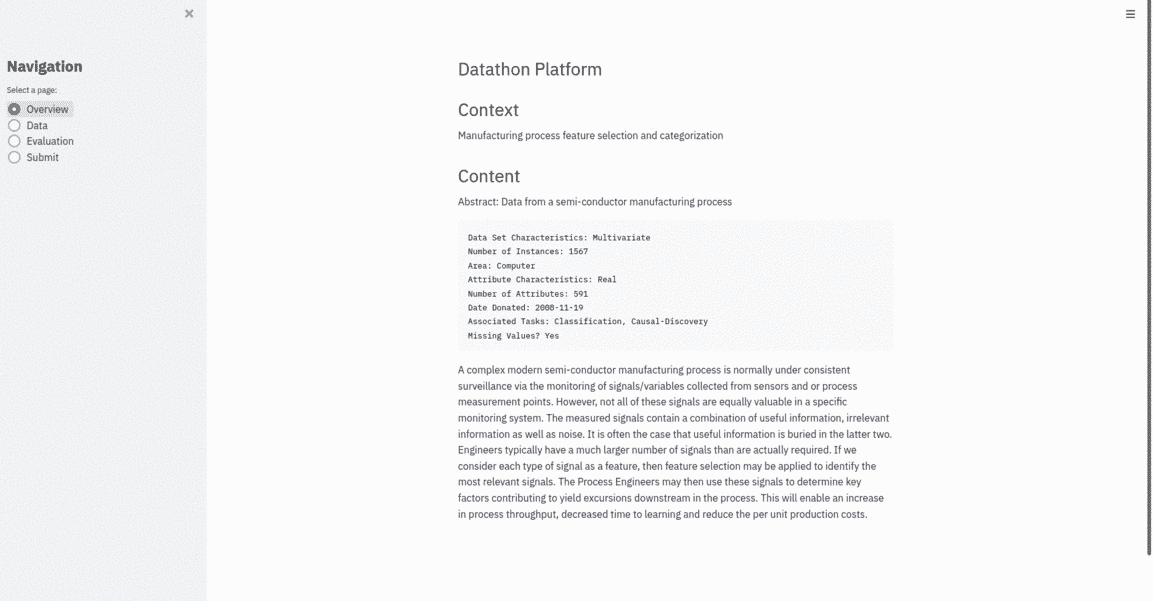 Navigation
Select a page:
Overview
Data
Evaluation
Submit
Datathon Platform
Context
Manufacturing process feature selection and categorization
Content
Abstract: Data from a semi-conductor manufacturing process
Data Set Characteristics: Multivariate
Number of Instances: 1567
Area: Computer
Attribute Characteristics: Real
Number of Attributes: 591
Date Donated: 2008-11-19
Associated Tasks: Classification, Causal-Discovery
Missing Values? Yes
A complex modern semi-conductor manufacturing process is normally under consistent
surveillance via the monitoring of signals/variables collected from sensors and or process
measurement points. However, not all of these signals are equally valuable in a specific
monitoring system. The measured signals contain a combination of useful information, irrelevant
information as well as noise. It is often the case that useful information is buried in the latter two.
Engineers typically have a much larger number of signals than are actually required. If we
consider each type of signal as a feature, then feature selection may be applied to identify the
most relevant signals. The Process Engineers may then use these signals to determine key
factors contributing to yield excursions downstream in the process. This will enable an increase
in process throughput, decreased time to learning and reduce the per unit production costs.